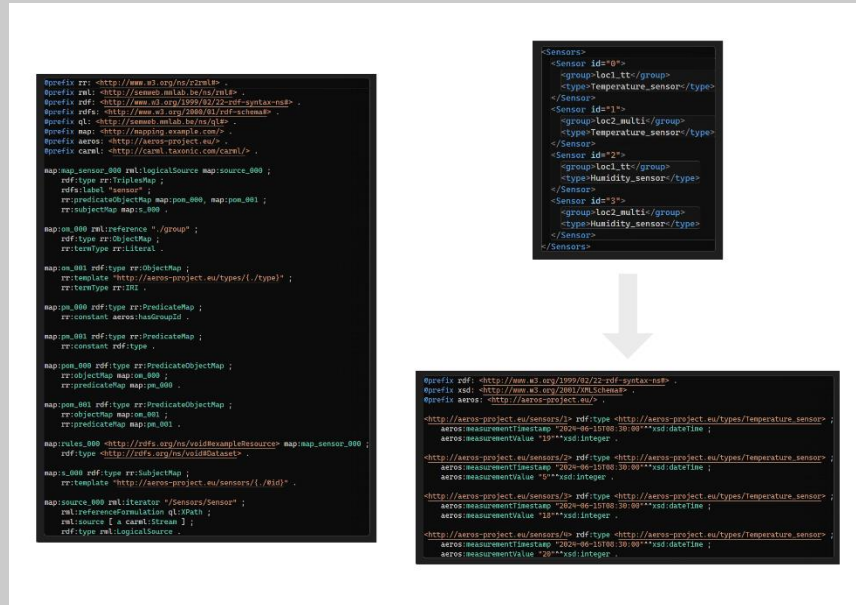 @prefix rr: <http://www.w3.org/ns/r2rml#> .
@prefix rml: <http://semweb.mmlab.be/ns/rml#> .
@prefix rdf: <http://www.w3.org/1999/02/22-rdf-syntax-ns#> .
@prefix rdfs: <http://www.w3.org/2000/01/rdf-schema#> .
@prefix ql: <http://semweb.mmlab.be/ns/ql#> .
@prefix map: <http://mapping.example.com/> .
@prefix aeros: <http://aeros-project.eu/> .
@prefix carml: <http://carml.taxonic.com/carml/> .
map:map_sensor_000 rml:logicalSource map:source_000 ;
rdf:type rr:TriplesMap ;
rdfs:label "sensor" ;
rr:predicateObjectMap map:pom_000, map:pom_001 ;
rr:subjectMap map:s_000 .
map:om_000 rml:reference "./group" ;
rdf:type rr:ObjectMap ;
rr:termType rr:Literal .
map:om_001 rdf:type rr:ObjectMap ;
rr:template "http://aeros-project.eu/types/{./type}" ;
rr:termType rr:IRI .
map:pm_000 rdf:type rr:PredicateMap ;
rr:constant aeros:hasGroupId .
map:pm_001 rdf:type rr:PredicateMap ;
rr:constant rdf:type .
map:pom_000 rdf:type rr:PredicateObjectMap ;
rr:objectMap map:om_000 ;
rr:predicateMap map:pm_000 .
map:pom_001 rdf:type rr:PredicateObjectMap ;
rr:objectMap map:om_001 ;
rr:predicateMap map:pm_001 .
map:rules_000 <http://rdfs.org/ns/void#exampleResource> map:map_sensor_000 ;
rdf:type <http://rdfs.org/ns/void#Dataset> .
map:s_000 rdf:type rr:SubjectMap ;
rr:template "http://aeros-project.eu/sensors/{./@id}" .
map:source_000 rml:iterator "/Sensors/Sensor" ;
rml:referenceFormulation ql:XPath ;
rml:source [ a carml:Stream ] ;
rdf:type rml:LogicalSource .
<Sensors>
<Sensor id="0">
<group>loc1_tt</group>
<type>Temperature_sensor</type>
</Sensor>
<Sensor id="1">
<group>loc2_multi</group>
<type>Temperature_sensor</type>
</Sensor>
<Sensor id="2">
<group>loc1_tt</group>
<type>Humidity_sensor</type>
</Sensor>
<Sensor id="3">
<group>loc2_multi</group>
<type>Humidity_sensor</type>
</Sensor>
</Sensors>
@prefix rdf: <http://www.w3.org/1999/02/22-rdf-syntax-ns#> .
@prefix xsd: <http://www.w3.org/2001/XMLSchema#> .
@prefix aeros: <http://aeros-project.eu/> .
<http://aeros-project.eu/sensors/1> rdf:type <http://aeros-project.eu/types/Temperature_sensor> ;
aeros:measurementTimestamp "2024-06-15T08:30:00"^^xsd:dateTime ;
aeros:measurementValue "19"^^xsd:integer .
<http://aeros-project.eu/sensors/2> rdf:type <http://aeros-project.eu/types/Temperature_sensor> ;
aeros:measurementTimestamp "2024-06-15T08:30:00"^^xsd:dateTime ;
aeros:measurementValue "5"^^xsd:integer .
<http://aeros-project.eu/sensors/3> rdf:type <http://aeros-project.eu/types/Temperature_sensor> ;
aeros:measurementTimestamp "2024-06-15T08:30:00"^^xsd:dateTime ;
aeros:measurementValue "18"^^xsd:integer .
<http://aeros-project.eu/sensors/4> rdf:type <http://aeros-project.eu/types/Temperature_sensor> ;
aeros:measurementTimestamp "2024-06-15T08:30:00"^^xsd:dateTime ;
aeros:measurementValue "20"^^xsd:integer .